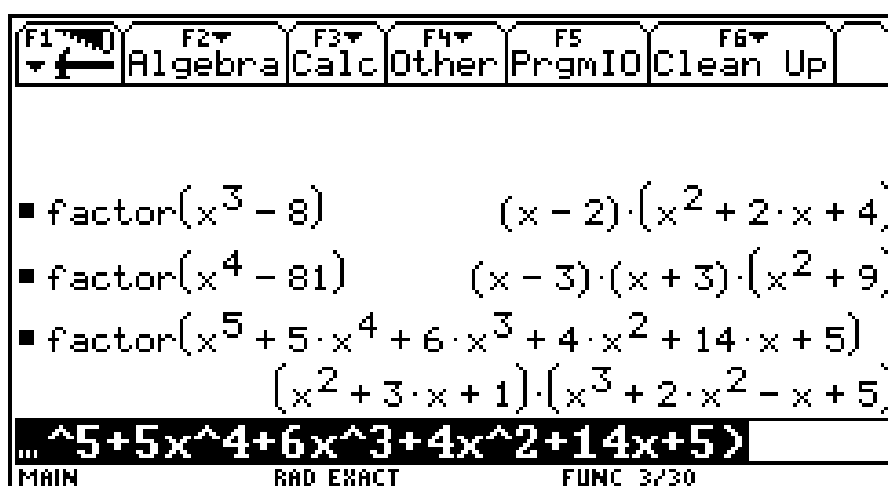 F1▾ F2▾ F3▾ F4▾ F5 F6▾
Algebra Calc Other PrgmIO Clean Up
▪ factor(x³ − 8) (x − 2)·(x² + 2·x + 4)
▪ factor(x⁴ − 81) (x − 3)·(x + 3)·(x² + 9)
▪ factor(x⁵ + 5·x⁴ + 6·x³ + 4·x² + 14·x + 5)
(x² + 3·x + 1)·(x³ + 2·x² − x + 5)
…^5+5x^4+6x^3+4x^2+14x+5)
MAIN RAD EXACT FUNC 3/30